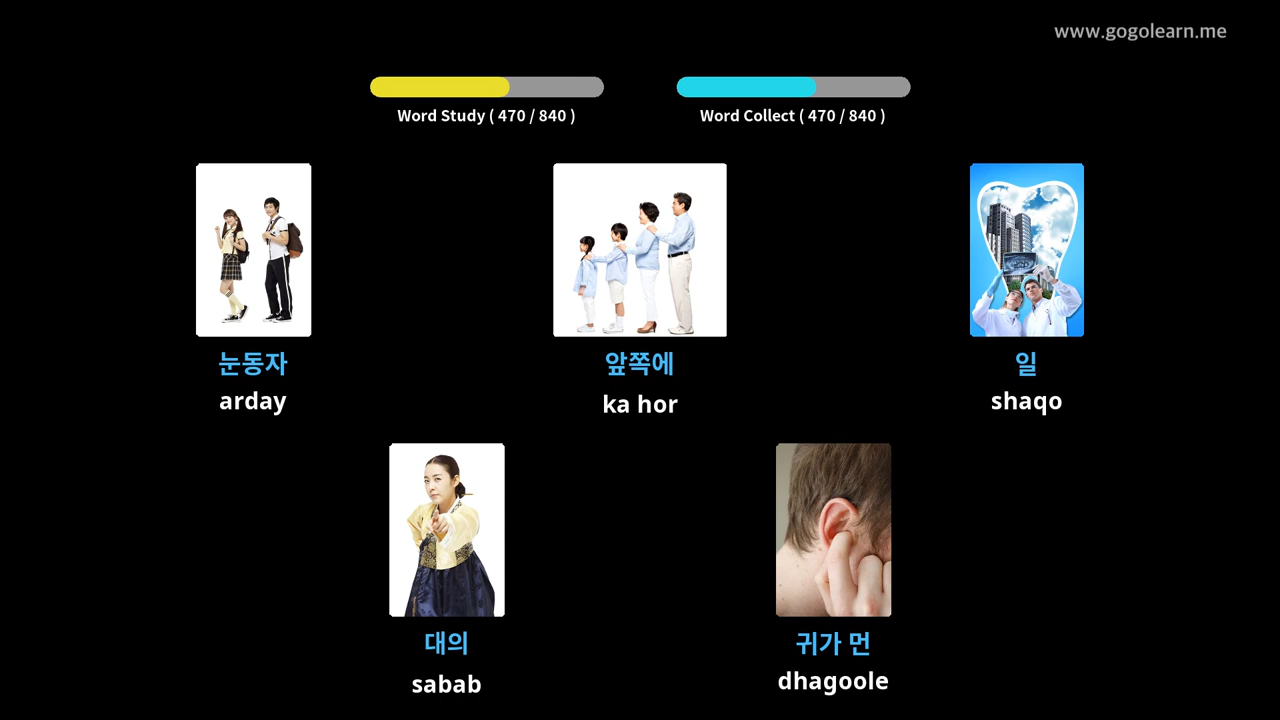 www.gogolearn.me
Word Study ( 470 / 840 )
Word Collect ( 470 / 840 )
눈동자
arday
앞쪽에
ka hor
일
shaqo
대의
sabab
귀가 먼
dhagoole